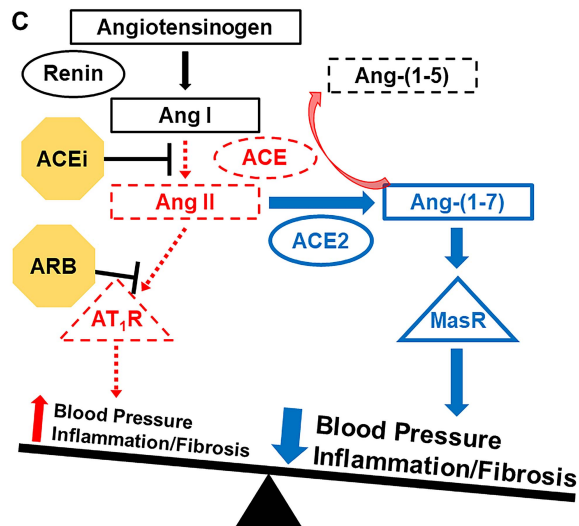 C
Angiotensinogen
Renin
Ang-(1-5)
Ang I
ACEi
ACE
Ang II
Ang-(1-7)
ACE2
ARB
AT₁R
MasR
Blood Pressure
Inflammation/Fibrosis
Blood Pressure
Inflammation/Fibrosis